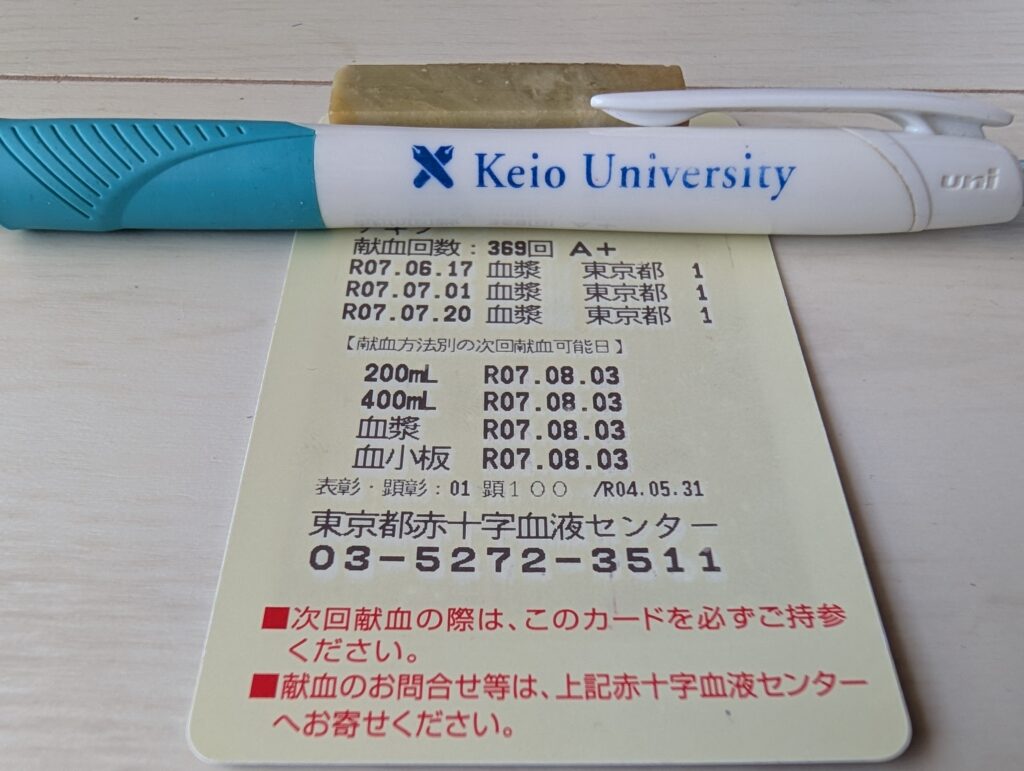 Keio University
uni
献血回数：369回 A+
R07.06.17 血漿 東京都 1
R07.07.01 血漿 東京都 1
R07.07.20 血漿 東京都 1
【献血方法別の次回献血可能日】
200mL R07.08.03
400mL R07.08.03
血漿 R07.08.03
血小板 R07.08.03
表彰・顕彰：01 顕100 /R04.05.31
東京都赤十字血液センター
03-5272-3511
■次回献血の際は、このカードを必ずご持参
ください。
■献血のお問合せ等は、上記赤十字血液センター
へお寄せください。